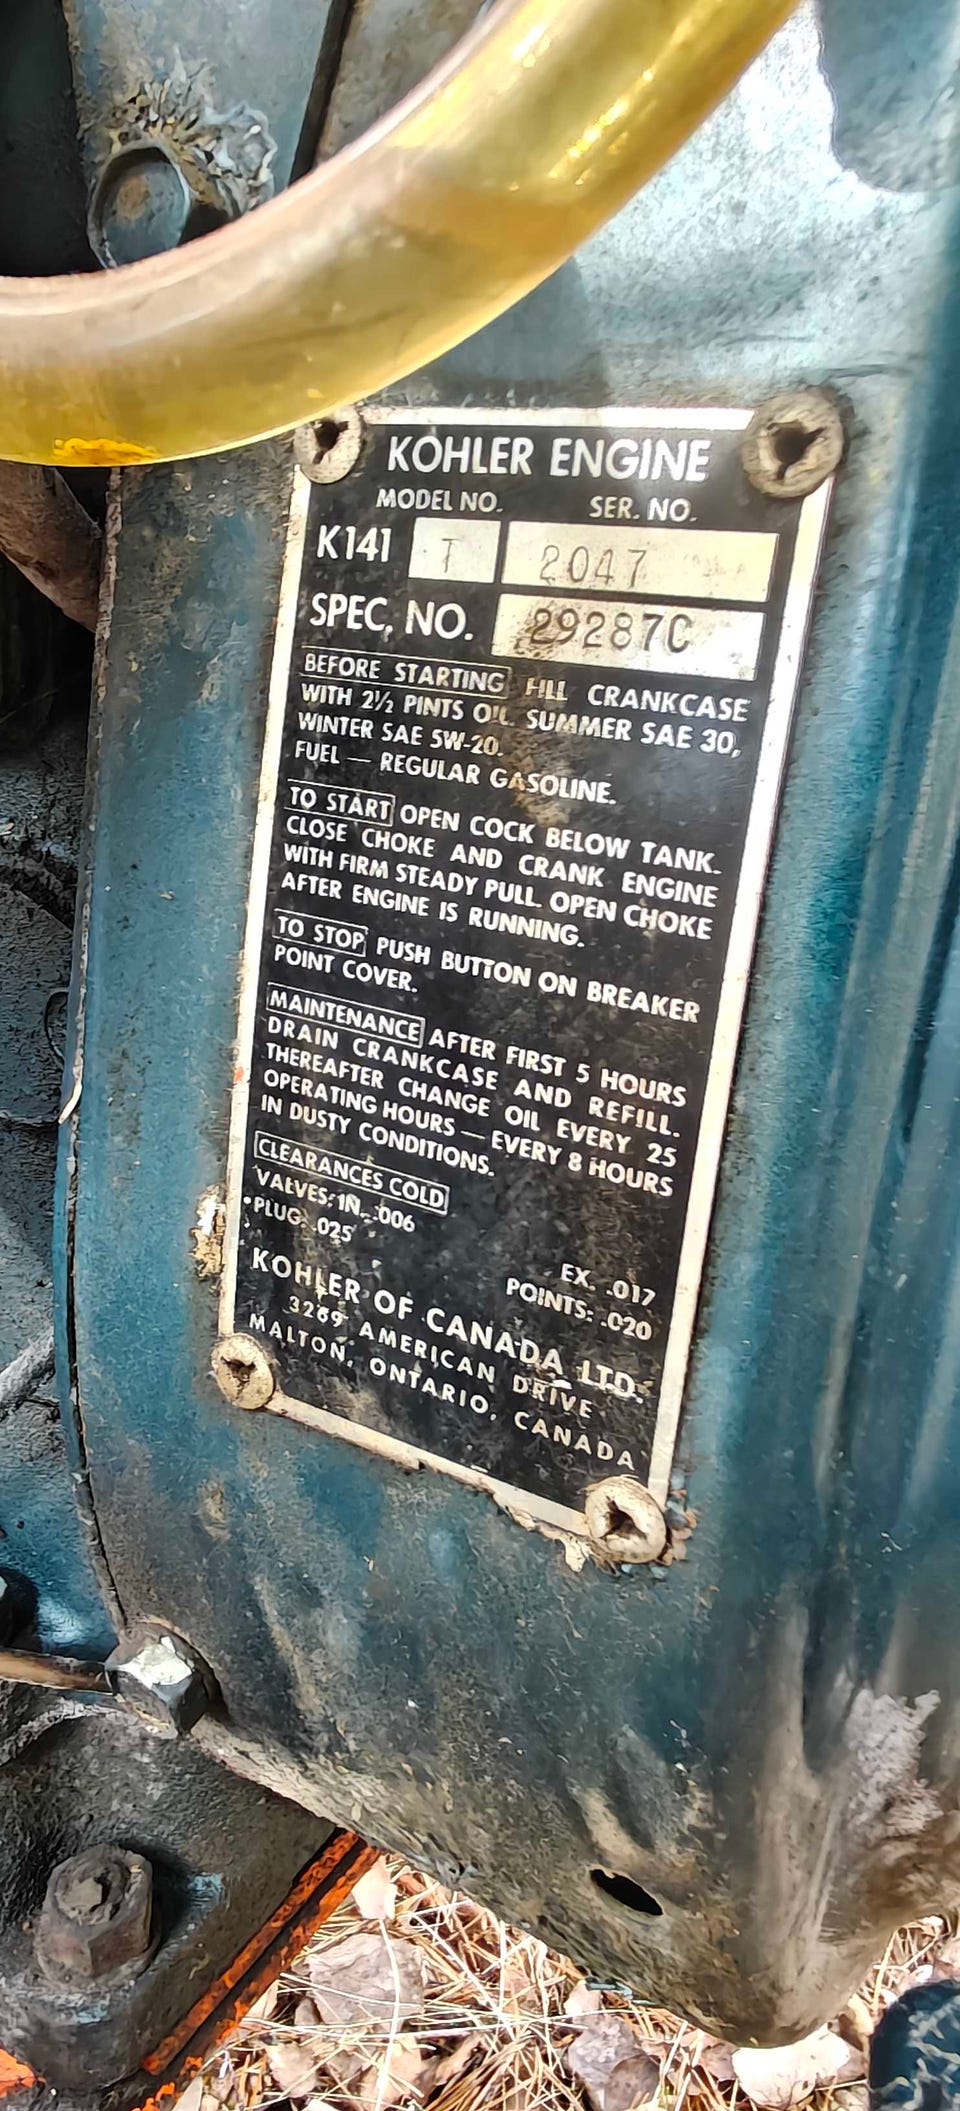 KOHLER ENGINE
MODEL NO. SER. NO.
K141 T 2047
SPEC. NO. 29287C
BEFORE STARTING FILL CRANKCASE
WITH 2½ PINTS OIL. SUMMER SAE 30,
WINTER SAE 5W-20.
FUEL — REGULAR GASOLINE.
TO START OPEN COCK BELOW TANK.
CLOSE CHOKE AND CRANK ENGINE
WITH FIRM STEADY PULL. OPEN CHOKE
AFTER ENGINE IS RUNNING.
TO STOP PUSH BUTTON ON BREAKER
POINT COVER.
MAINTENANCE AFTER FIRST 5 HOURS
DRAIN CRANKCASE AND REFILL.
THEREAFTER CHANGE OIL EVERY 25
OPERATING HOURS — EVERY 8 HOURS
IN DUSTY CONDITIONS.
CLEARANCES COLD
VALVES: IN. .006 EX. .017
PLUG: .025 POINTS: .020
KOHLER OF CANADA LTD.
3269 AMERICAN DRIVE
MALTON, ONTARIO, CANADA